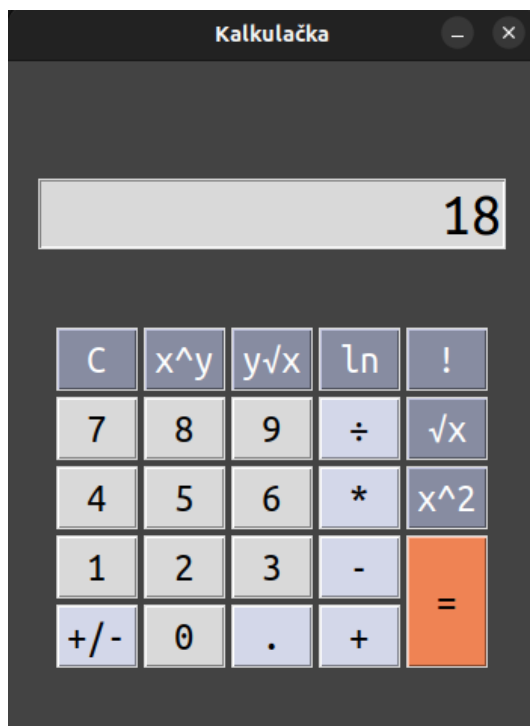 Kalkulačka
18
C x^y y√x ln !
7 8 9 ÷ √x
4 5 6 * x^2
1 2 3 - =
+/- 0 . +